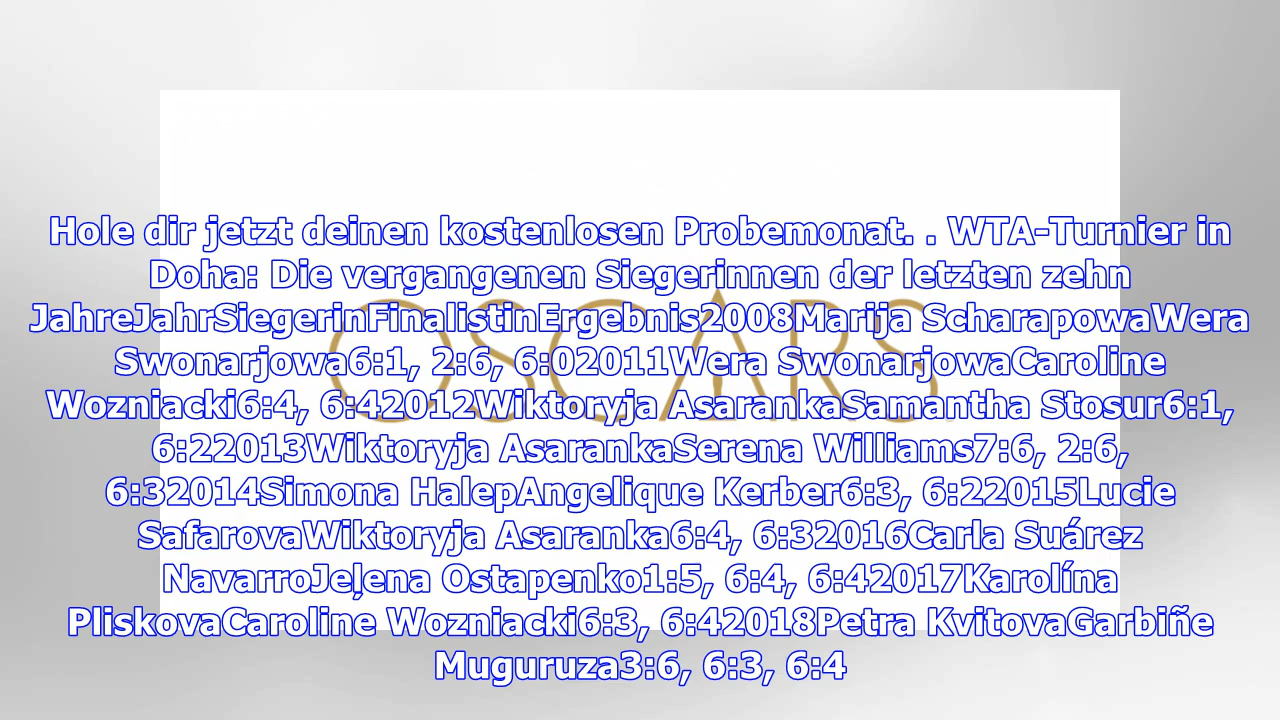 Hole dir jetzt deinen kostenlosen Probemonat. . WTA-Turnier in
Doha: Die vergangenen Siegerinnen der letzten zehn
JahreJahrSiegerinFinalistinErgebnis2008Marija ScharapowaWera
Swonarjowa6:1, 2:6, 6:02011Wera SwonarjowaCaroline
Wozniacki6:4, 6:42012Wiktoryja AsarankaSamantha Stosur6:1,
6:22013Wiktoryja AsarankaSerena Williams7:6, 2:6,
6:32014Simona HalepAngelique Kerber6:3, 6:22015Lucie
SafarovaWiktoryja Asaranka6:4, 6:32016Carla Suárez
NavarroJeļena Ostapenko1:5, 6:4, 6:42017Karolína
PliskovaCaroline Wozniacki6:3, 6:42018Petra KvitovaGarbiñe
Muguruza3:6, 6:3, 6:4
OSCARS